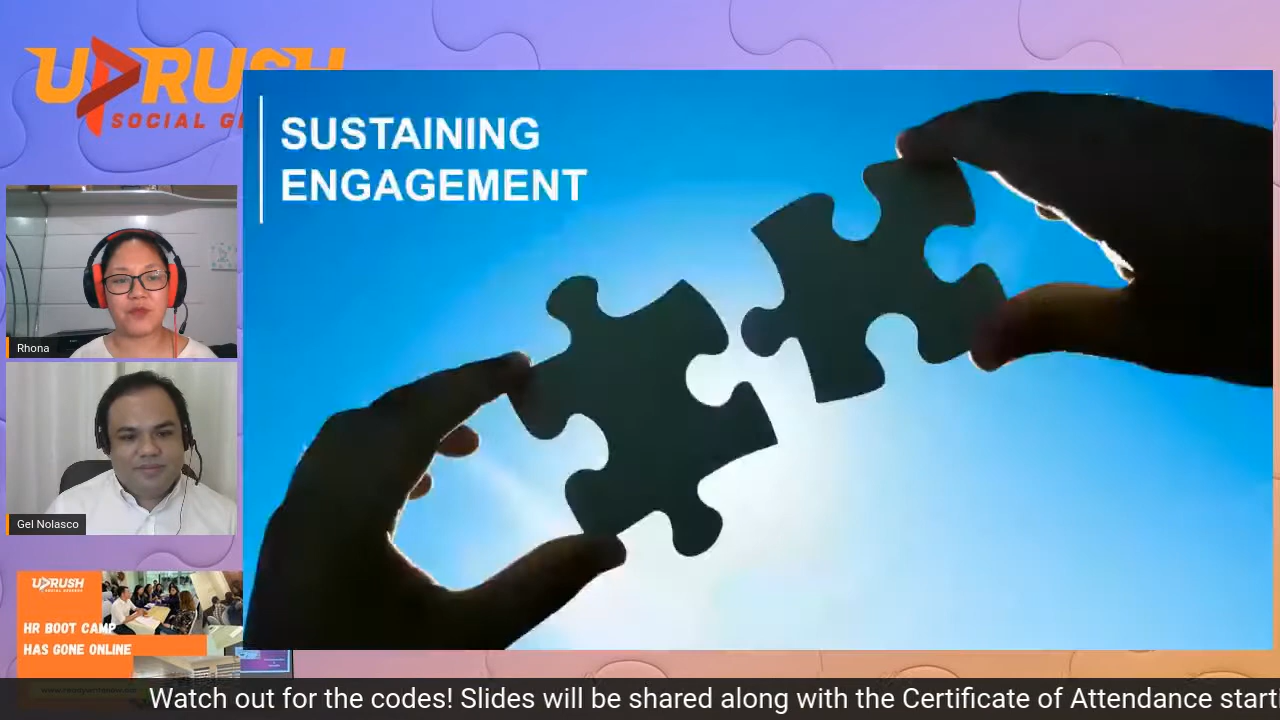 UPRUSH
SOCIAL
SUSTAINING
ENGAGEMENT
Rhona
Gel Nolasco
UPRUSH
HR BOOT CAMP
HAS GONE ONLINE
Watch out for the codes! Slides will be shared along with the Certificate of Attendance start